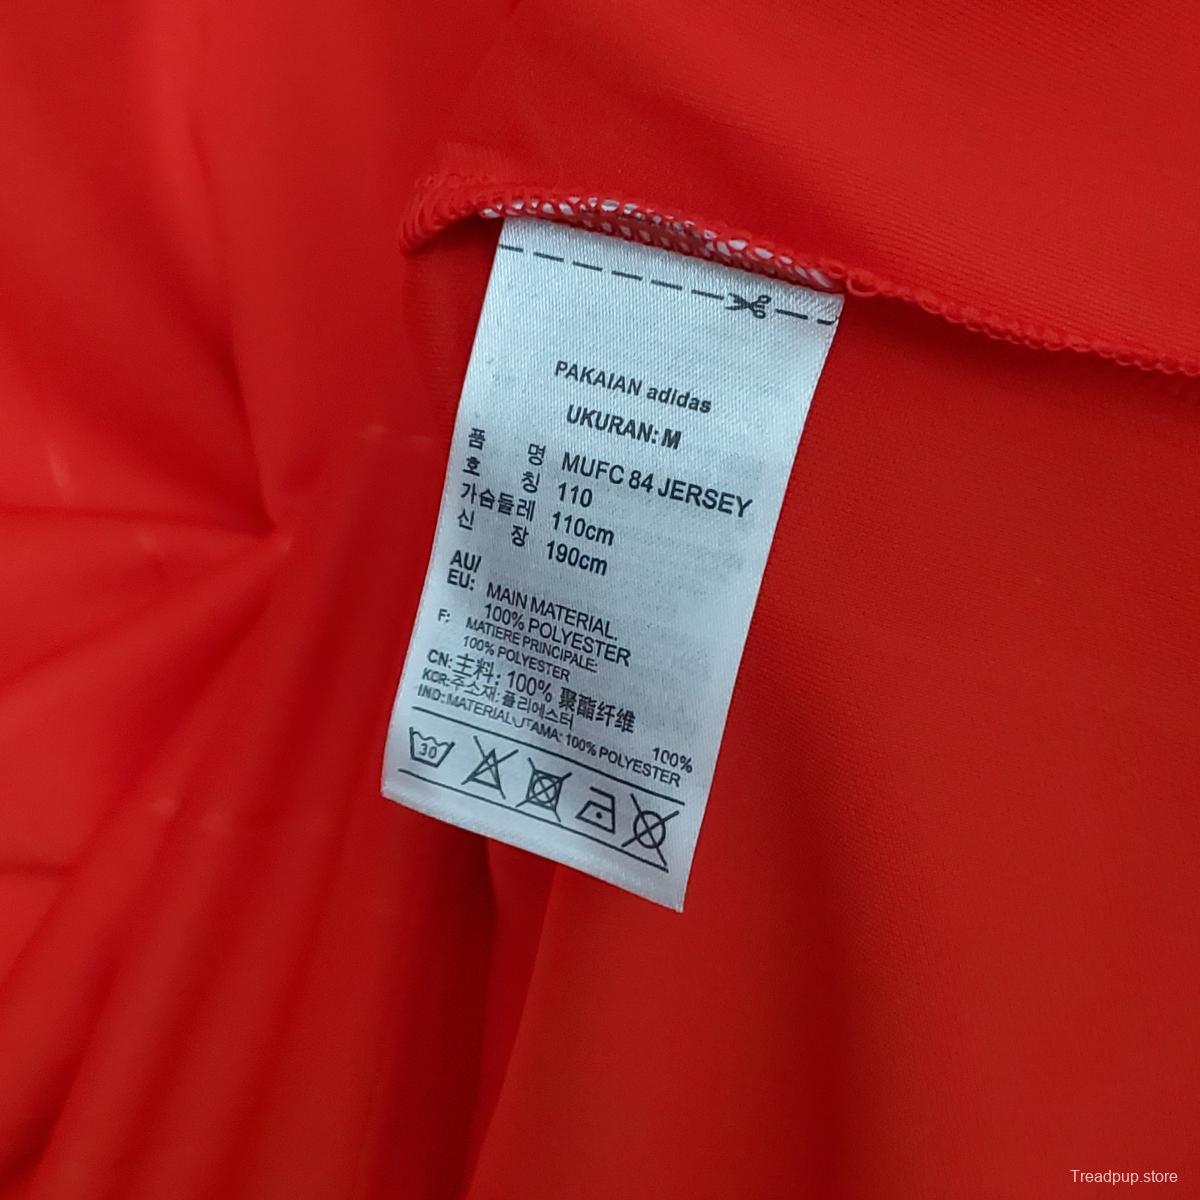 PAKAIAN adidas
UKURAN: M
품 명 MUFC 84 JERSEY
호 칭 110
가슴둘레 110cm
신 장 190cm
AU/
EU: MAIN MATERIAL.
100% POLYESTER
F: MATIERE PRINCIPALE:
100% POLYESTER
CN: 主料: 100% 聚酯纤维
KOR: 주소재: 폴리에스터 100%
IND: MATERIAL UTAMA: 100% POLYESTER
30
Treadpup.store